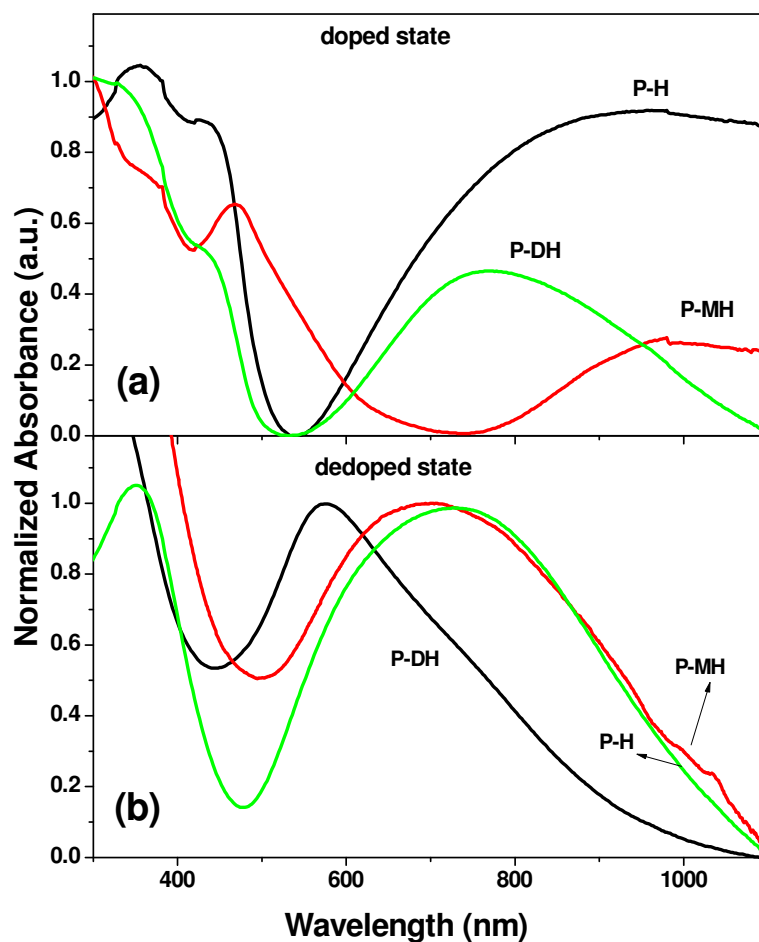 doped state
P-H
P-DH
P-MH
(a)
1.0
0.8
0.6
0.4
0.2
0.0
Normalized Absorbance (a.u.)
dedoped state
P-DH
P-MH
P-H
(b)
1.0
0.8
0.6
0.4
0.2
0.0
400 600 800 1000
Wavelength (nm)